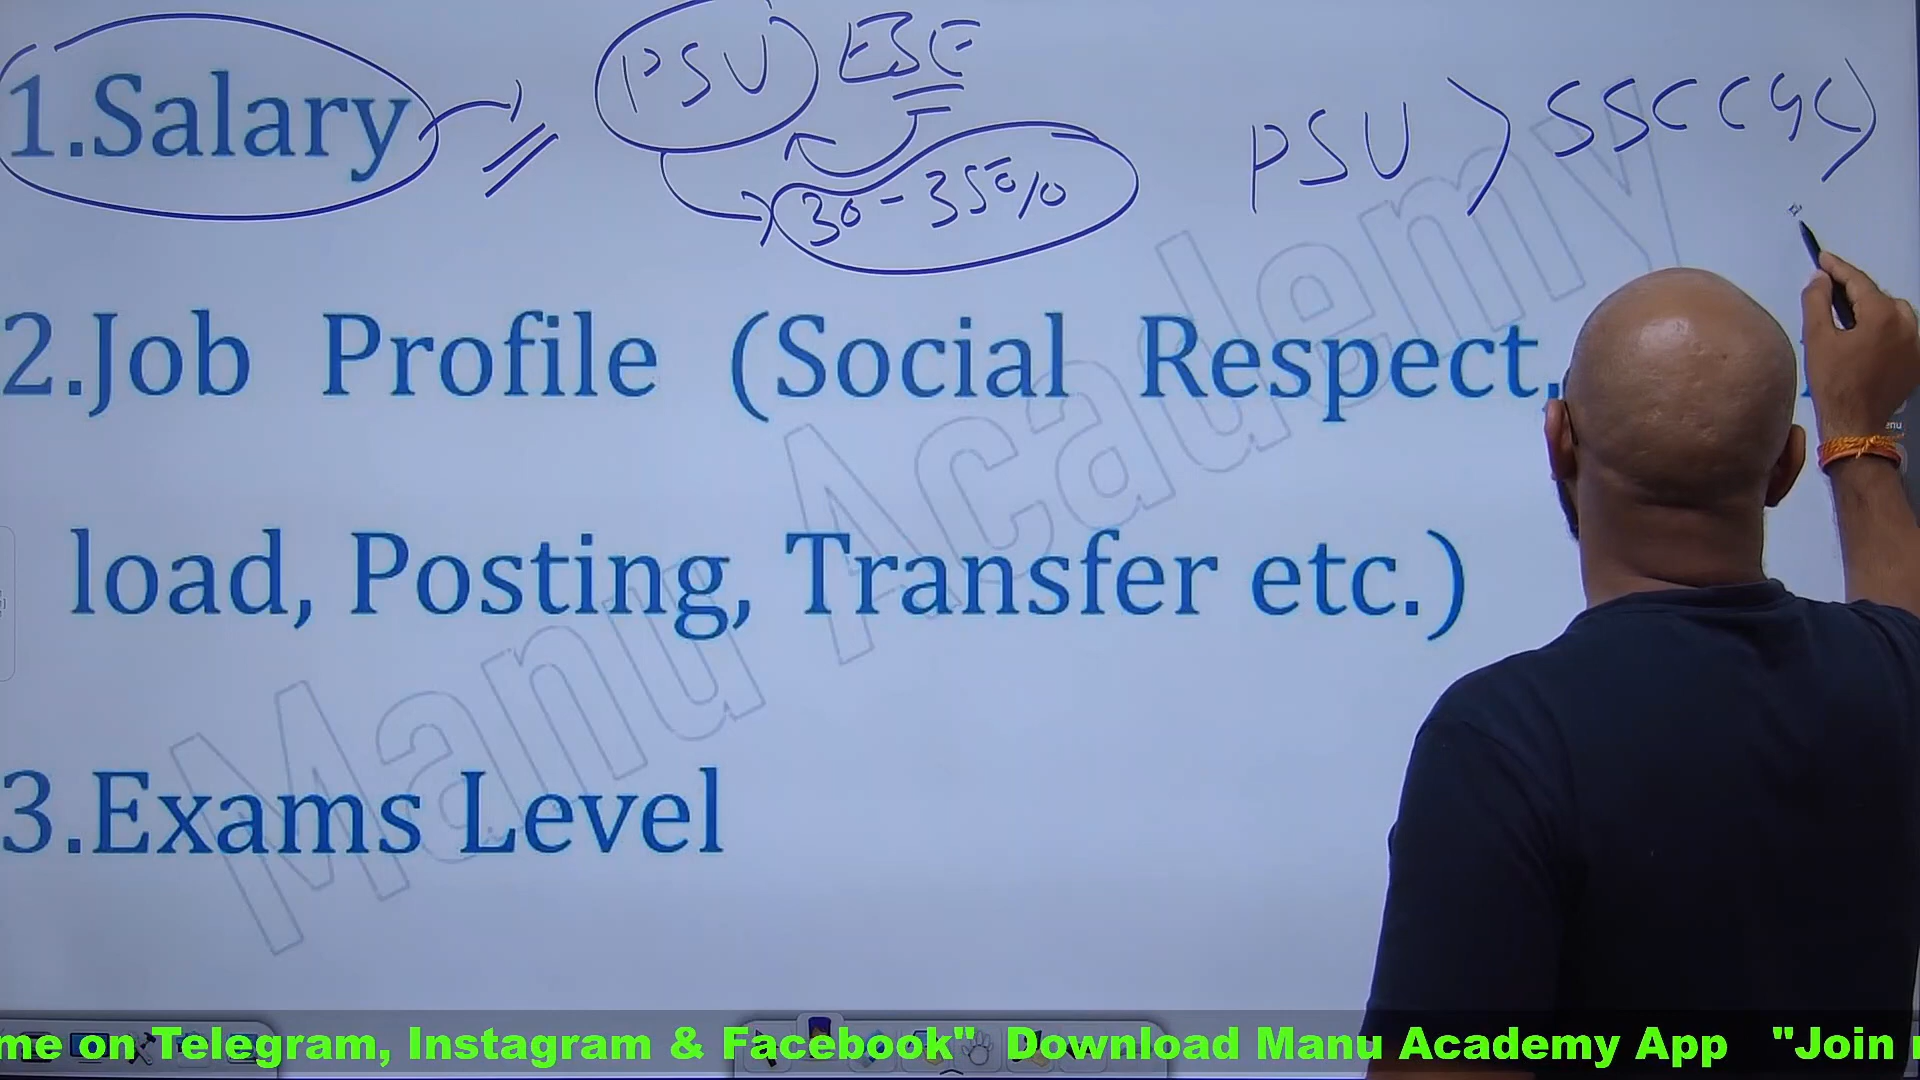 PSU ESE
1.Salary PSU > SSC CGL >
30-35%
2.Job Profile (Social Respect,
load, Posting, Transfer etc.)
3.Exams Level
Manu Academy
me on Telegram, Instagram & Facebook" Download Manu Academy App "Join